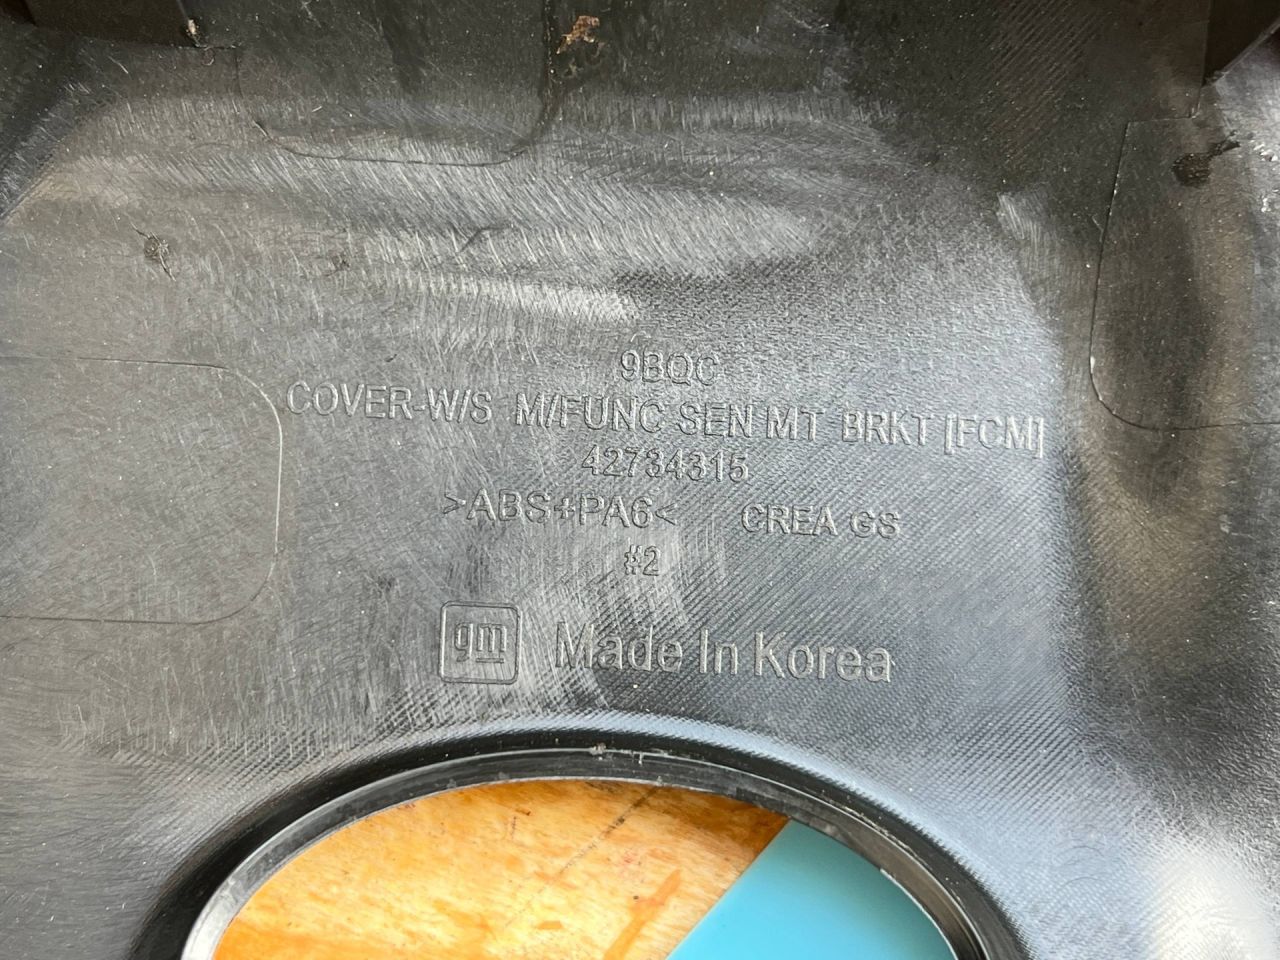 9BQC
COVER-W/S M/FUNC SEN MT BRKT [FCM]
42734315
>ABS+PA6< CREA GS
#2
gm Made In Korea